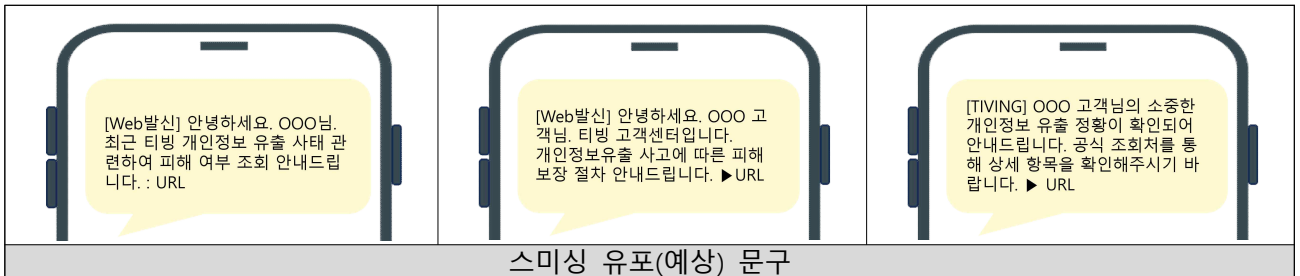 [Web발신] 안녕하세요. OOO님.
최근 티빙 개인정보 유출 사태 관
련하여 피해 여부 조회 안내드립
니다. : URL
[Web발신] 안녕하세요. OOO 고
객님. 티빙 고객센터입니다.
개인정보유출 사고에 따른 피해
보장 절차 안내드립니다. ▶URL
[TIVING] OOO 고객님의 소중한
개인정보 유출 정황이 확인되어
안내드립니다. 공식 조회처를 통
해 상세 항목을 확인해주시기 바
랍니다. ▶ URL
스미싱 유포(예상) 문구